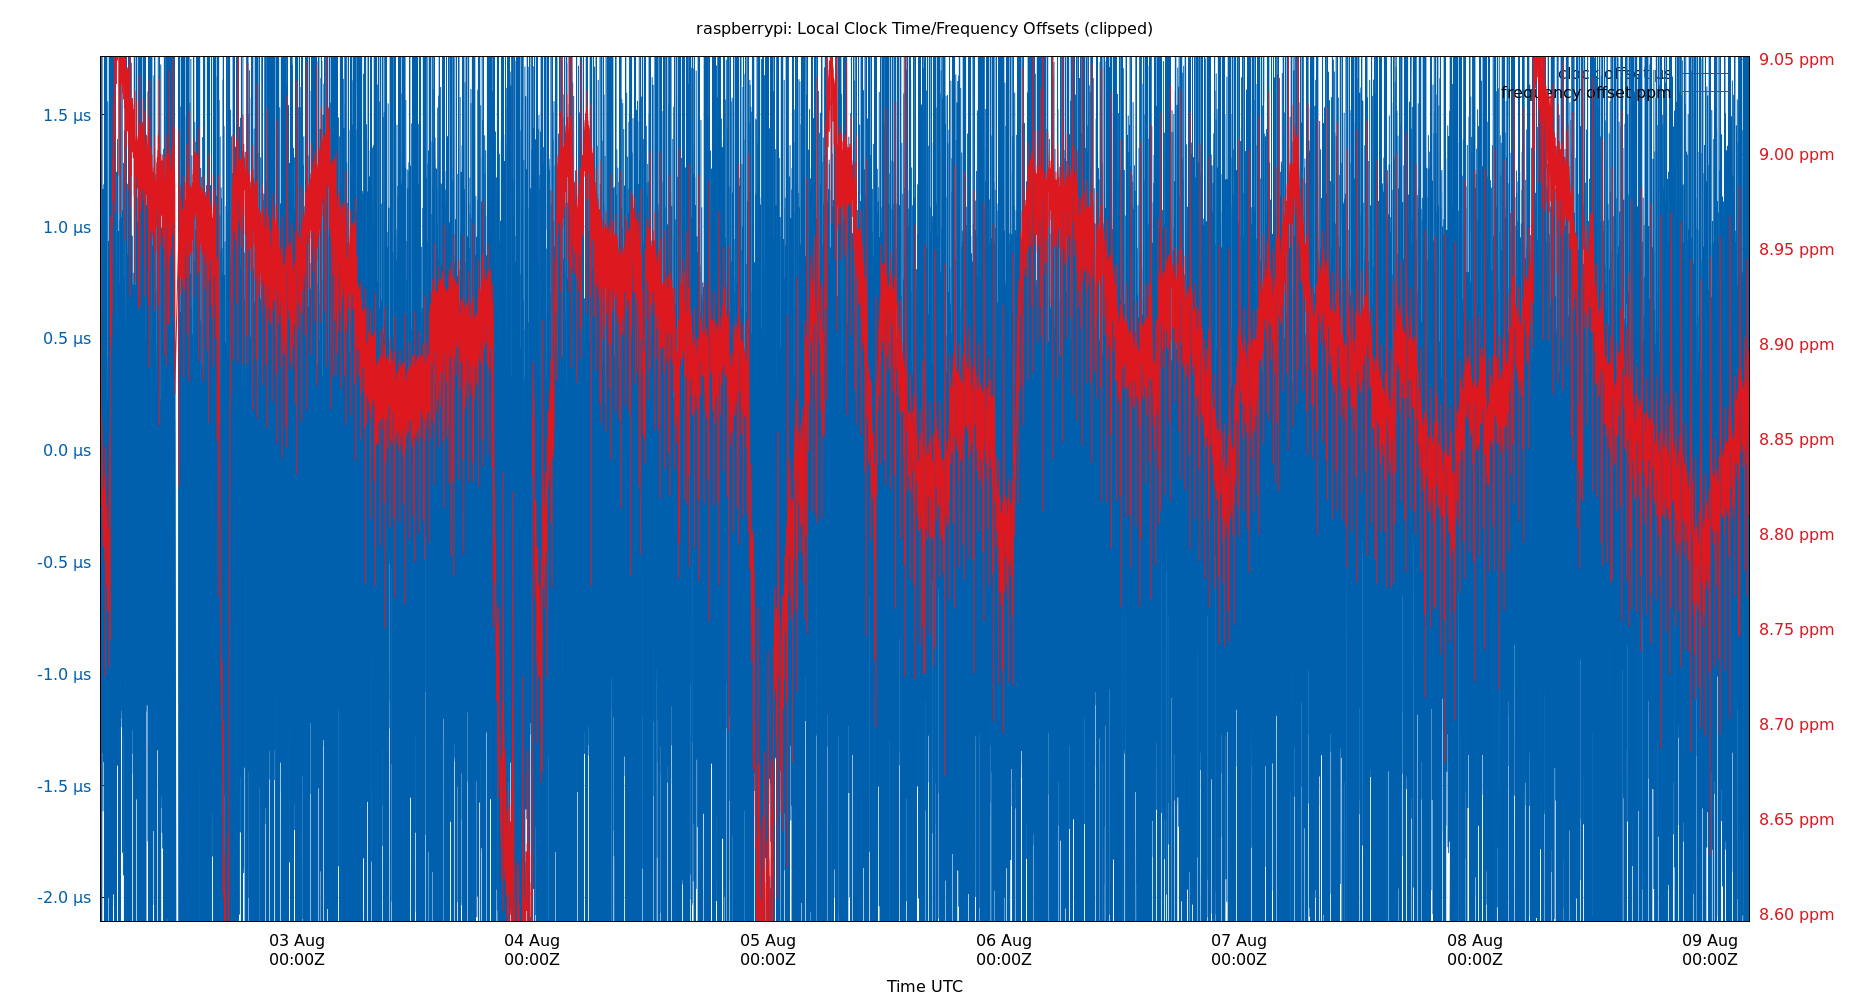 raspberrypi: Local Clock Time/Frequency Offsets (clipped)
clock offset µs
frequency offset ppm
1.5 µs
1.0 µs
0.5 µs
0.0 µs
-0.5 µs
-1.0 µs
-1.5 µs
-2.0 µs
9.05 ppm
9.00 ppm
8.95 ppm
8.90 ppm
8.85 ppm
8.80 ppm
8.75 ppm
8.70 ppm
8.65 ppm
8.60 ppm
03 Aug
00:00Z
04 Aug
00:00Z
05 Aug
00:00Z
06 Aug
00:00Z
07 Aug
00:00Z
08 Aug
00:00Z
09 Aug
00:00Z
Time UTC